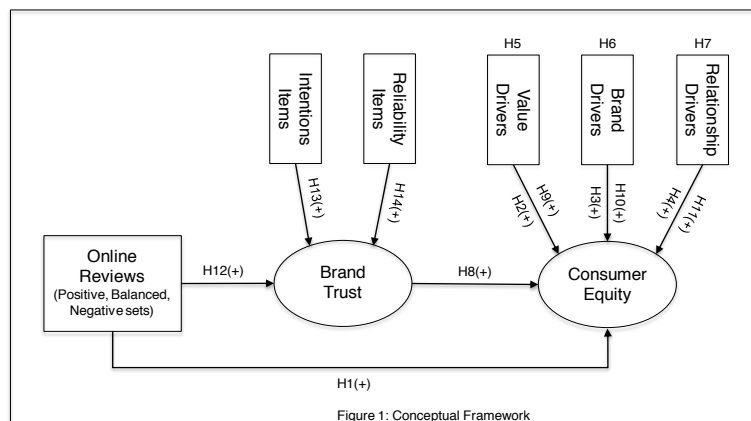 H5
H6
H7
Intentions
Items
Reliability
Items
Value
Drivers
Brand
Drivers
Relationship
Drivers
H13(+)
H14(+)
H9(+)
H2(+)
H10(+)
H3(+)
H11(+)
H4(+)
Online
Reviews
(Positive, Balanced,
Negative sets)
H12(+)
Brand
Trust
H8(+)
Consumer
Equity
H1(+)
Figure 1: Conceptual Framework